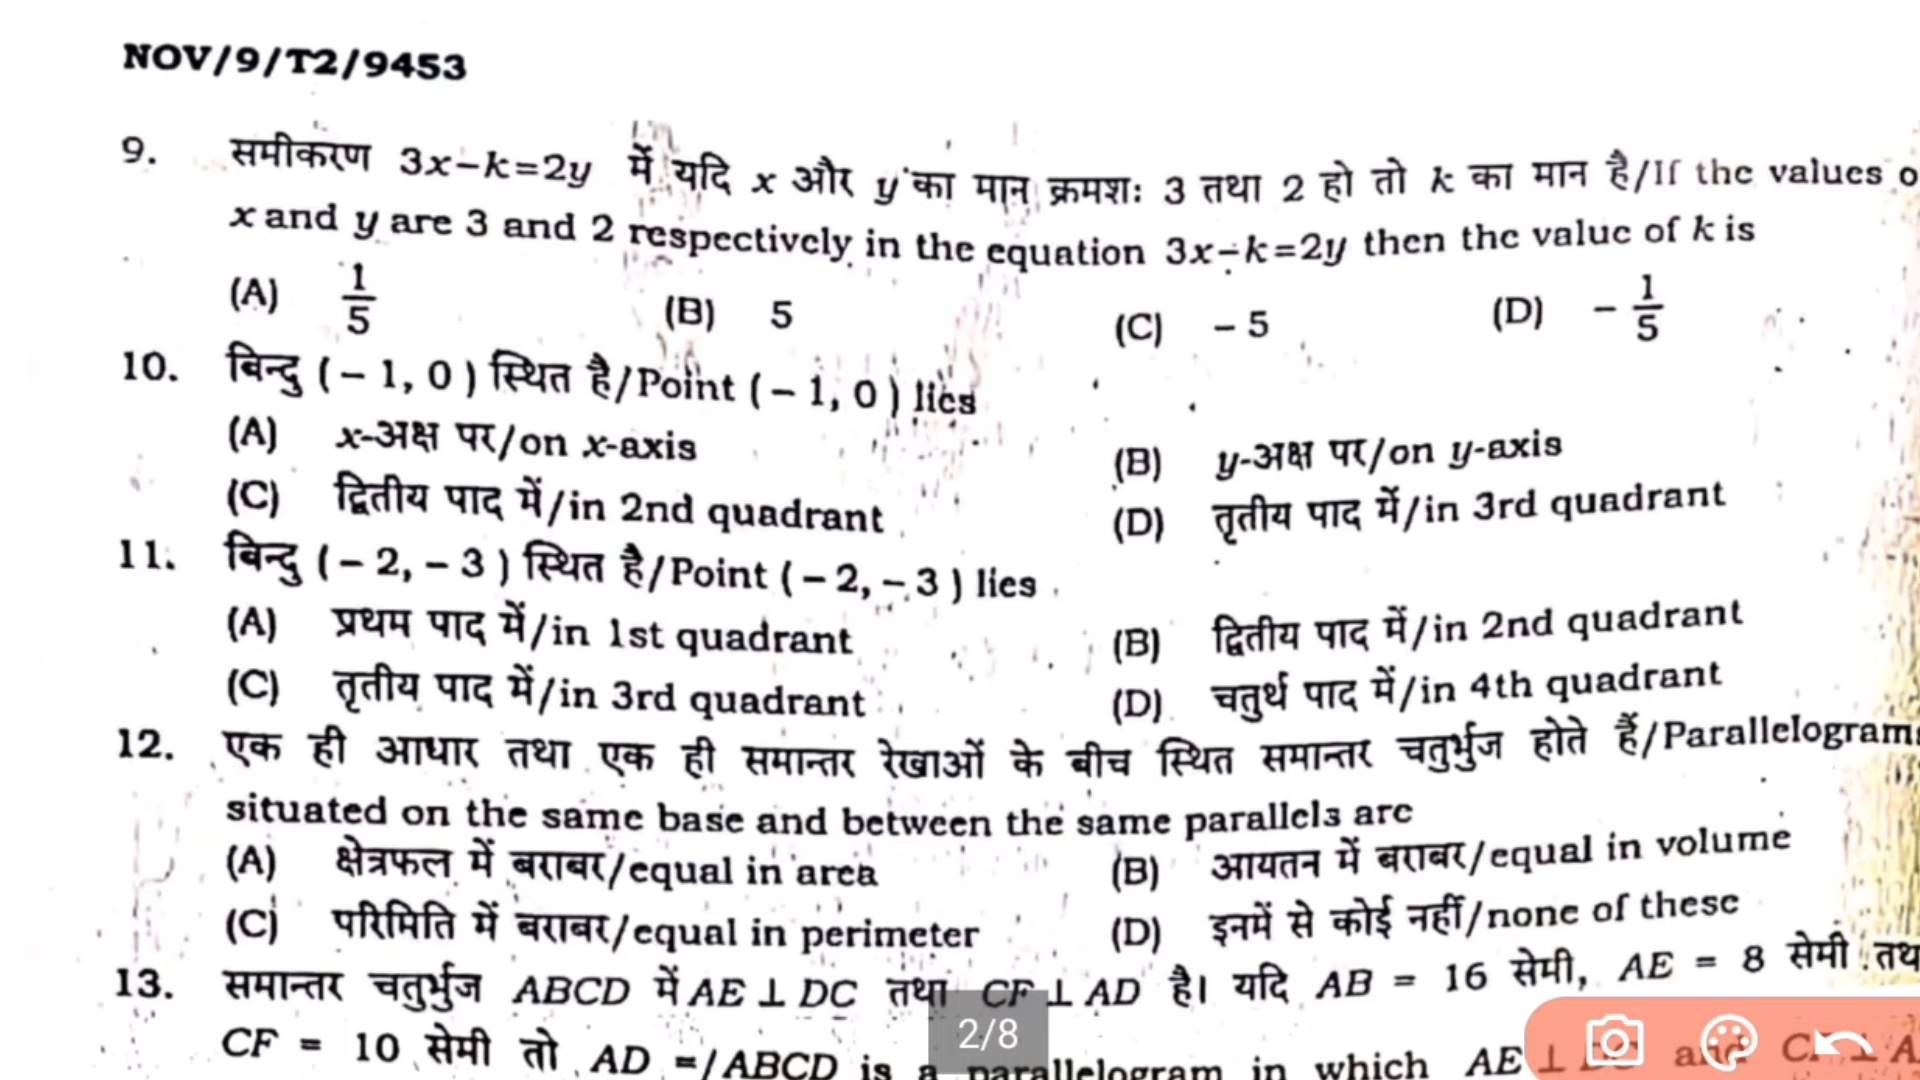 NOV/9/T2/9453
9. समीकरण 3x-k=2y में यदि x और y का मान क्रमशः 3 तथा 2 हो तो k का मान है/If the values o
x and y are 3 and 2 respectively in the equation 3x-k=2y then the value of k is
(A) 1/5 (B) 5 (C) - 5 (D) - 1/5
10. बिन्दु ( - 1, 0 ) स्थित है/Point ( - 1, 0 ) lies
(A) x-अक्ष पर/on x-axis (B) y-अक्ष पर/on y-axis
(C) द्वितीय पाद में/in 2nd quadrant (D) तृतीय पाद में/in 3rd quadrant
11. बिन्दु ( - 2, - 3 ) स्थित है/Point ( - 2, - 3 ) lies
(A) प्रथम पाद में/in 1st quadrant (B) द्वितीय पाद में/in 2nd quadrant
(C) तृतीय पाद में/in 3rd quadrant (D) चतुर्थ पाद में/in 4th quadrant
12. एक ही आधार तथा एक ही समान्तर रेखाओं के बीच स्थित समान्तर चतुर्भुज होते हैं/Parallelograms
situated on the same base and between the same parallels are
(A) क्षेत्रफल में बराबर/equal in area (B) आयतन में बराबर/equal in volume
(C) परिमिति में बराबर/equal in perimeter (D) इनमें से कोई नहीं/none of these
13. समान्तर चतुर्भुज ABCD में AE ⊥ DC तथा CF ⊥ AD है। यदि AB = 16 सेमी, AE = 8 सेमी
CF = 10 सेमी तो AD =/ABCD is a parallelogram in which AE ⊥ DC and
2/8